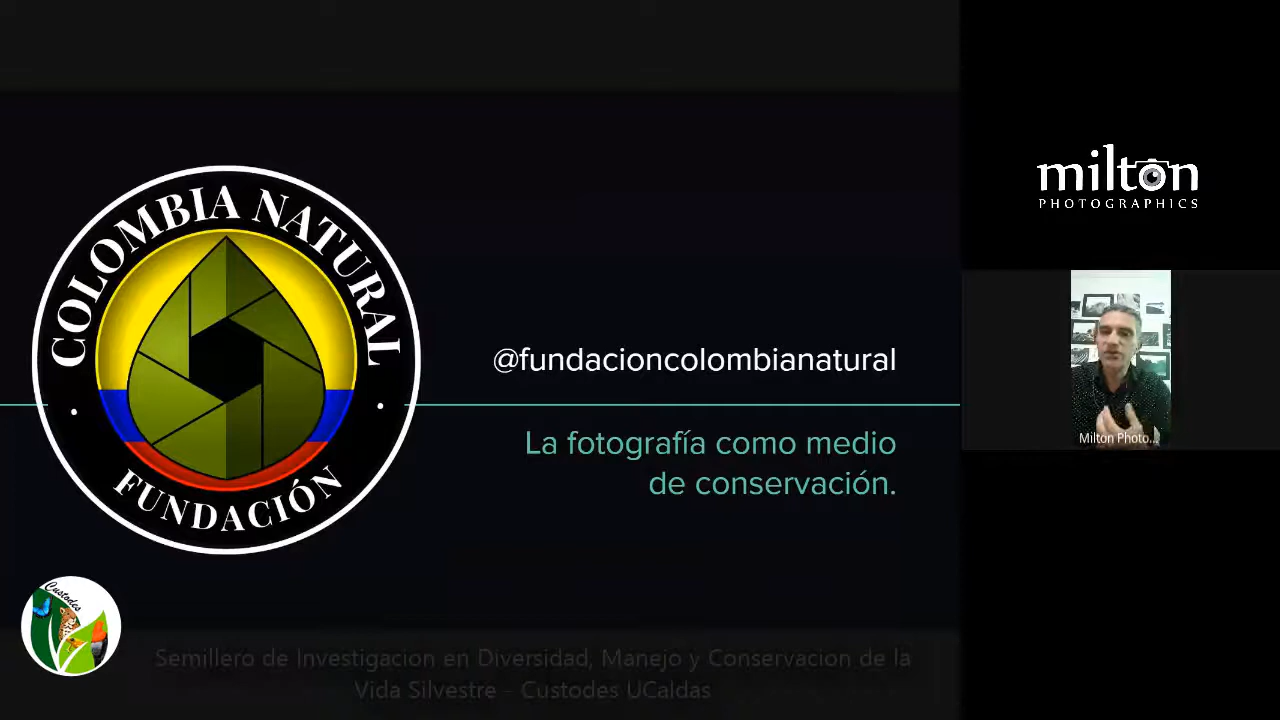 COLOMBIA NATURAL
FUNDACIÓN
@fundacioncolombianatural
La fotografía como medio
de conservación.
Custodes
Semillero de Investigacion en Diversidad, Manejo y Conservacion de la
Vida Silvestre - Custodes UCaldas
milton
PHOTOGRAPHICS
Milton Photo...